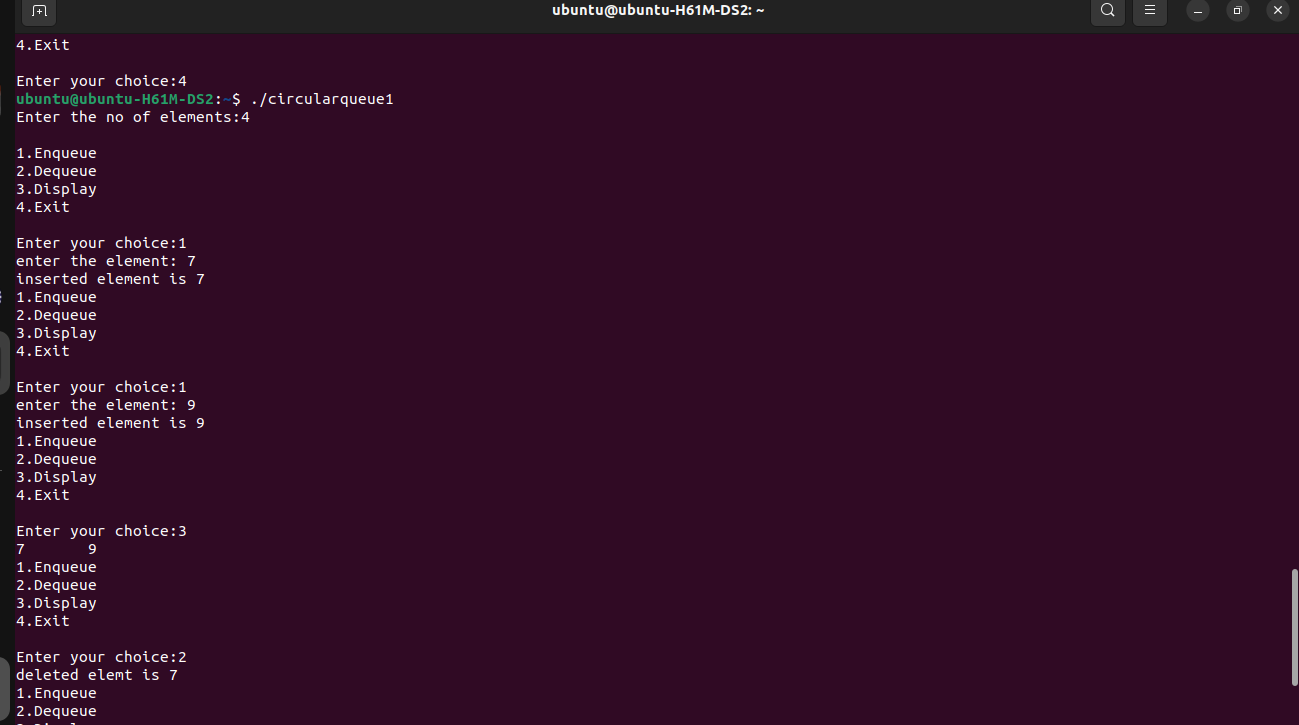 ubuntu@ubuntu-H61M-DS2: ~
4.Exit
Enter your choice:4
ubuntu@ubuntu-H61M-DS2:~$ ./circularqueue1
Enter the no of elements:4
1.Enqueue
2.Dequeue
3.Display
4.Exit
Enter your choice:1
enter the element: 7
inserted element is 7
1.Enqueue
2.Dequeue
3.Display
4.Exit
Enter your choice:1
enter the element: 9
inserted element is 9
1.Enqueue
2.Dequeue
3.Display
4.Exit
Enter your choice:3
7       9
1.Enqueue
2.Dequeue
3.Display
4.Exit
Enter your choice:2
deleted elemt is 7
1.Enqueue
2.Dequeue